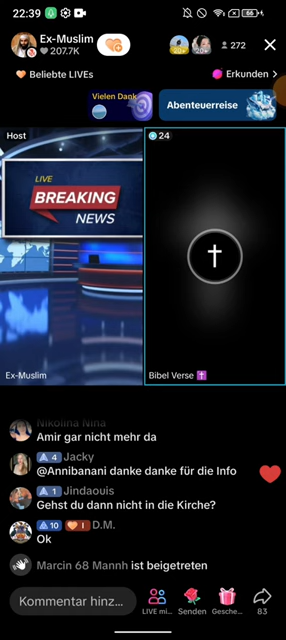 22:39
66
Ex-Muslim
207.7K
20+
20+
272
Beliebte LIVEs
Erkunden >
Vielen Dank
Abenteuerreise
Host
24
LIVE
BREAKING
NEWS
Ex-Muslim
Bibel Verse ✝️
Nikolina Nina
Amir gar nicht mehr da
4 Jacky
@Annibanani danke danke für die Info
1 Jindaouis
Gehst du dann nicht in die Kirche?
10 I D.M.
Ok
Marcin 68 Mannh ist beigetreten
Kommentar hinz...
LIVE mi...
Senden
Gesche...
83